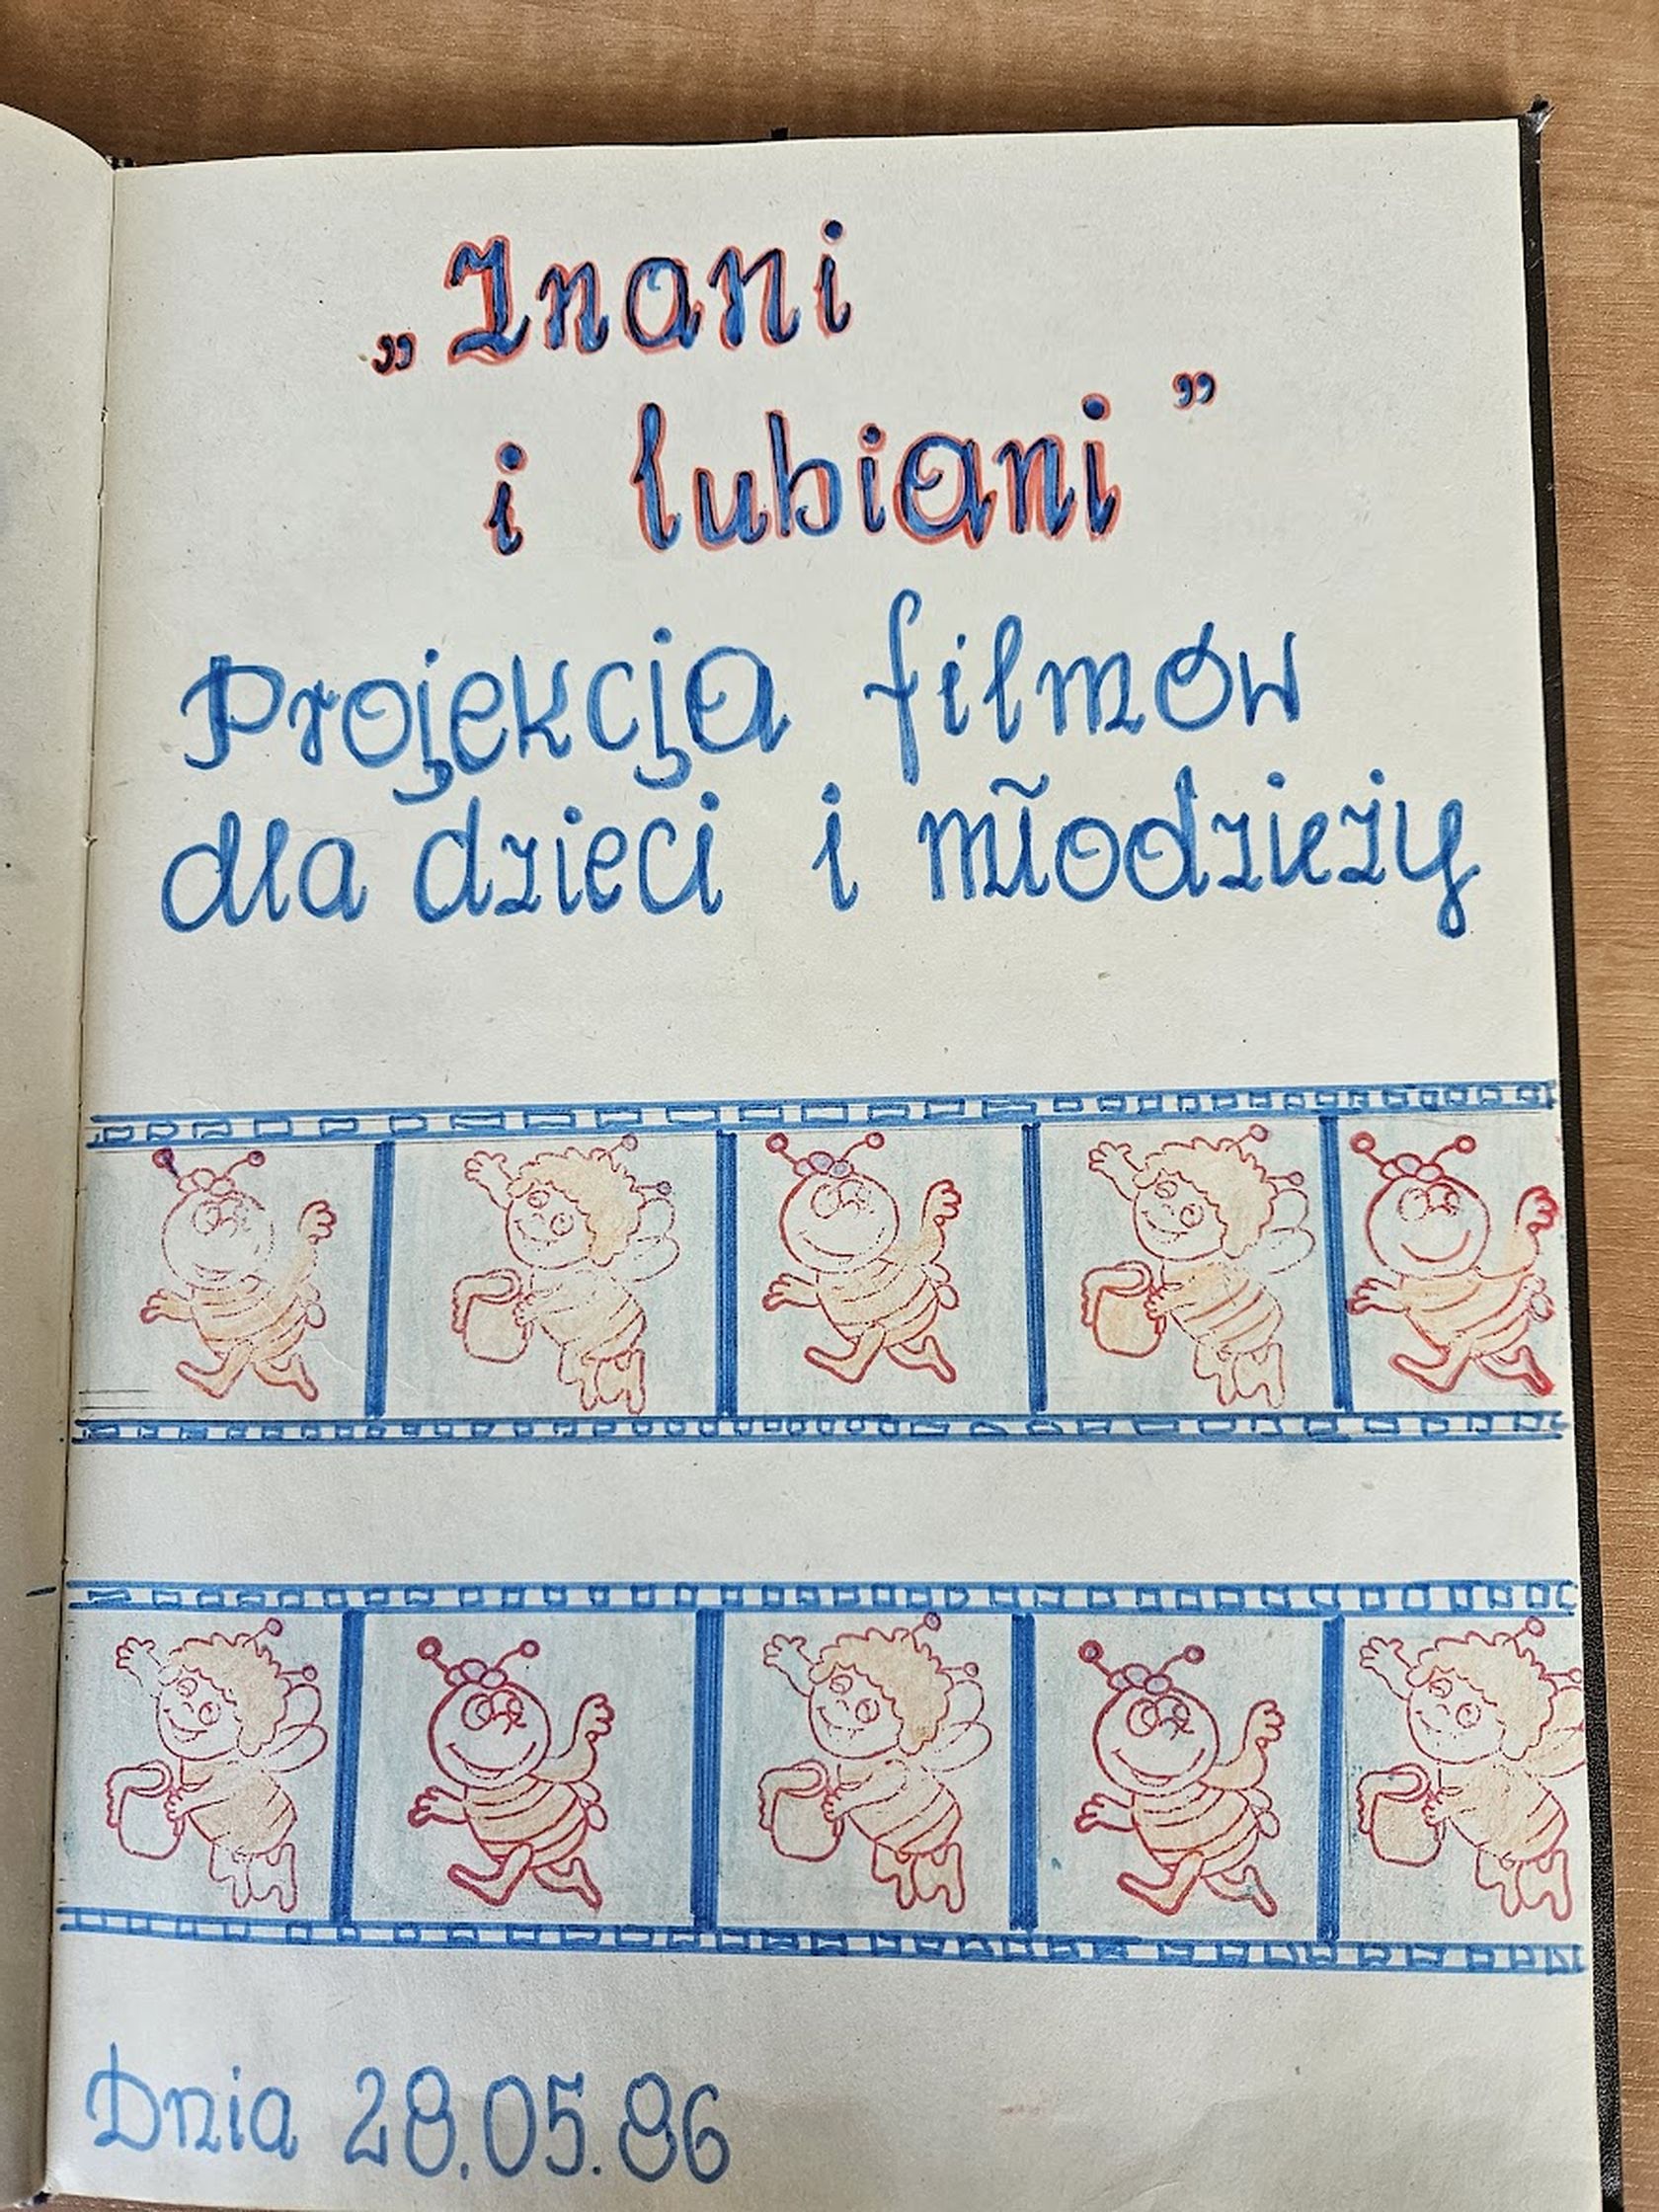 „Znani
i lubiani”
Projekcja filmów
dla dzieci i młodzieży
Dnia 28.05.86